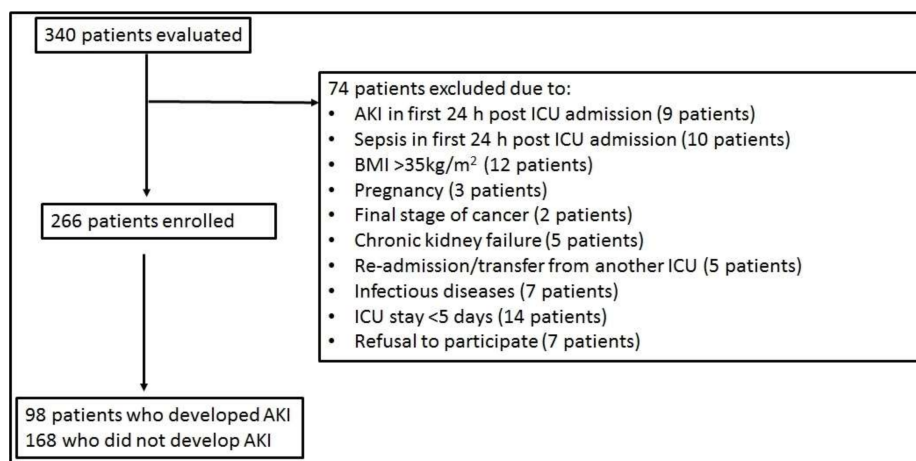 340 patients evaluated
74 patients excluded due to:
• AKI in first 24 h post ICU admission (9 patients)
• Sepsis in first 24 h post ICU admission (10 patients)
• BMI >35kg/m² (12 patients)
• Pregnancy (3 patients)
• Final stage of cancer (2 patients)
• Chronic kidney failure (5 patients)
• Re-admission/transfer from another ICU (5 patients)
• Infectious diseases (7 patients)
• ICU stay <5 days (14 patients)
• Refusal to participate (7 patients)
266 patients enrolled
98 patients who developed AKI
168 who did not develop AKI